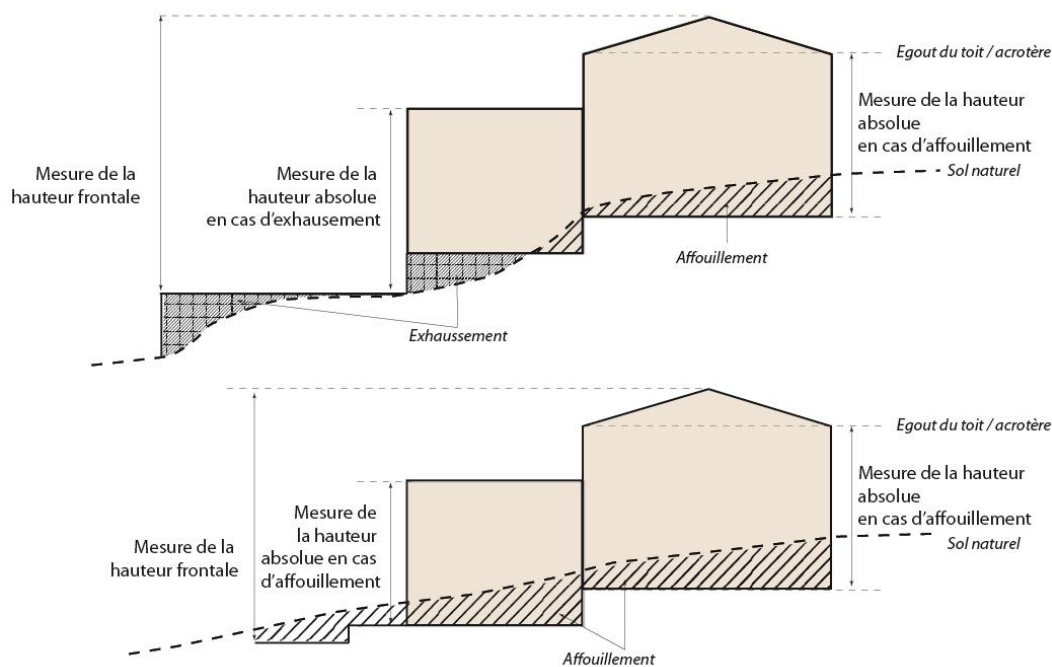 Egout du toit / acrotère
Mesure de la hauteur
absolue
en cas d'affouillement
Sol naturel
Mesure de la
hauteur frontale
Mesure de la
hauteur absolue
en cas d'exhausement
Affouillement
Exhaussement
Egout du toit / acrotère
Mesure de la hauteur
absolue
en cas d'affouillement
Sol naturel
Mesure de
la hauteur
absolue en cas
d'affouillement
Mesure de la
hauteur frontale
Affouillement